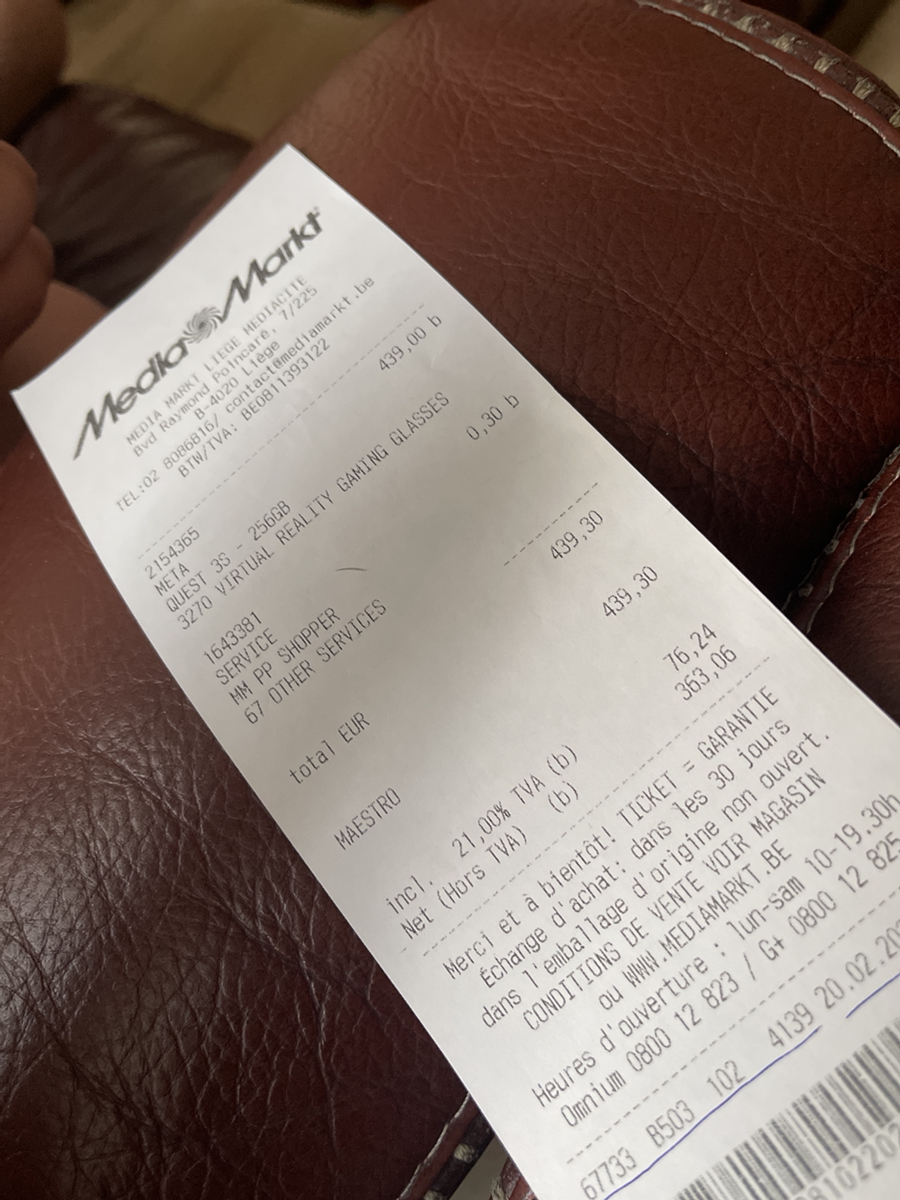 Media Markt
MEDIA MARKT LIEGE MEDIACITE
Bvd Raymond Poincaré, 7/225
B-4020 Liège
TEL:02 8086816/ contact@mediamarkt.be
BTW/TVA: BE0811393122
439,00 b
2154365
META
QUEST 3S - 256GB
3270 VIRTUAL REALITY GAMING GLASSES
0,30 b
1643381
SERVICE
MM PP SHOPPER
67 OTHER SERVICES
total EUR 439,30
MAESTRO 439,30
incl. 21,00% TVA (b) 76,24
Net (Hors TVA) (b) 363,06
Merci et à bientôt! TICKET = GARANTIE
Échange d'achat: dans les 30 jours
dans l'emballage d'origine non ouvert.
CONDITIONS DE VENTE VOIR MAGASIN
ou WWW.MEDIAMARKT.BE
Heures d'ouverture : lun-sam 10-19.30h
Omnium 0800 12 823 / G+ 0800 12 825
67733 B503 102 4139 20.02.20